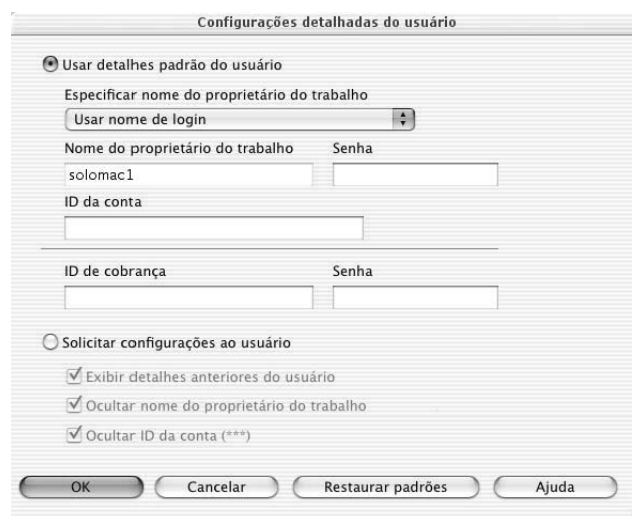 Configurações detalhadas do usuário
Usar detalhes padrão do usuário
Especificar nome do proprietário do trabalho
Usar nome de login
Nome do proprietário do trabalho Senha
solomac1
ID da conta
ID de cobrança Senha
Solicitar configurações ao usuário
Exibir detalhes anteriores do usuário
Ocultar nome do proprietário do trabalho
Ocultar ID da conta (***)
OK Cancelar Restaurar padrões Ajuda